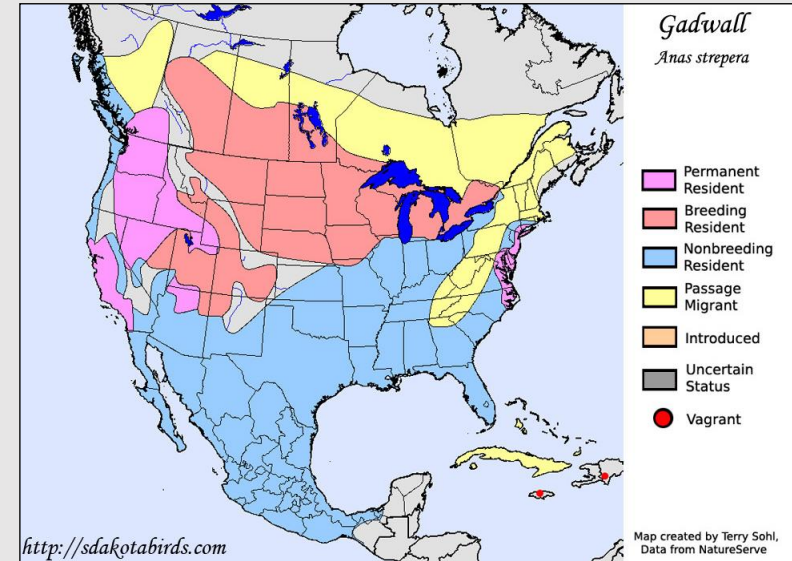 Gadwall
Anas strepera
Permanent
Resident
Breeding
Resident
Nonbreeding
Resident
Passage
Migrant
Introduced
Uncertain
Status
Vagrant
Map created by Terry Sohl,
Data from NatureServe
http://sdakotabirds.com